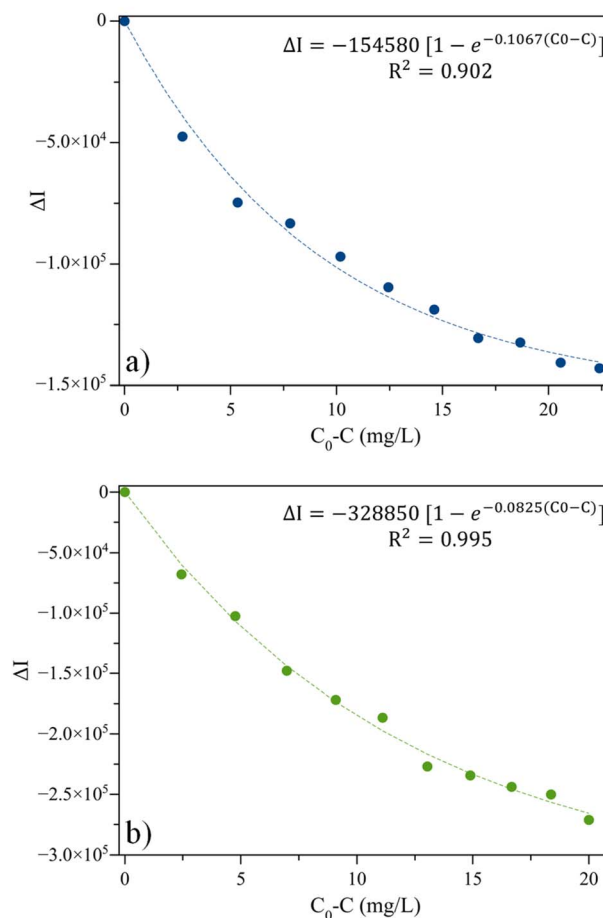 ΔI = −154580 [1 − e^−0.1067(C0−C)]
R² = 0.902
0
−5.0×10⁴
−1.0×10⁵
−1.5×10⁵
ΔI
a)
0 5 10 15 20
C₀-C (mg/L)
ΔI = −328850 [1 − e^−0.0825(C0−C)]
R² = 0.995
0
−5.0×10⁴
−1.0×10⁵
−1.5×10⁵
−2.0×10⁵
−2.5×10⁵
−3.0×10⁵
ΔI
b)
0 5 10 15 20
C₀-C (mg/L)